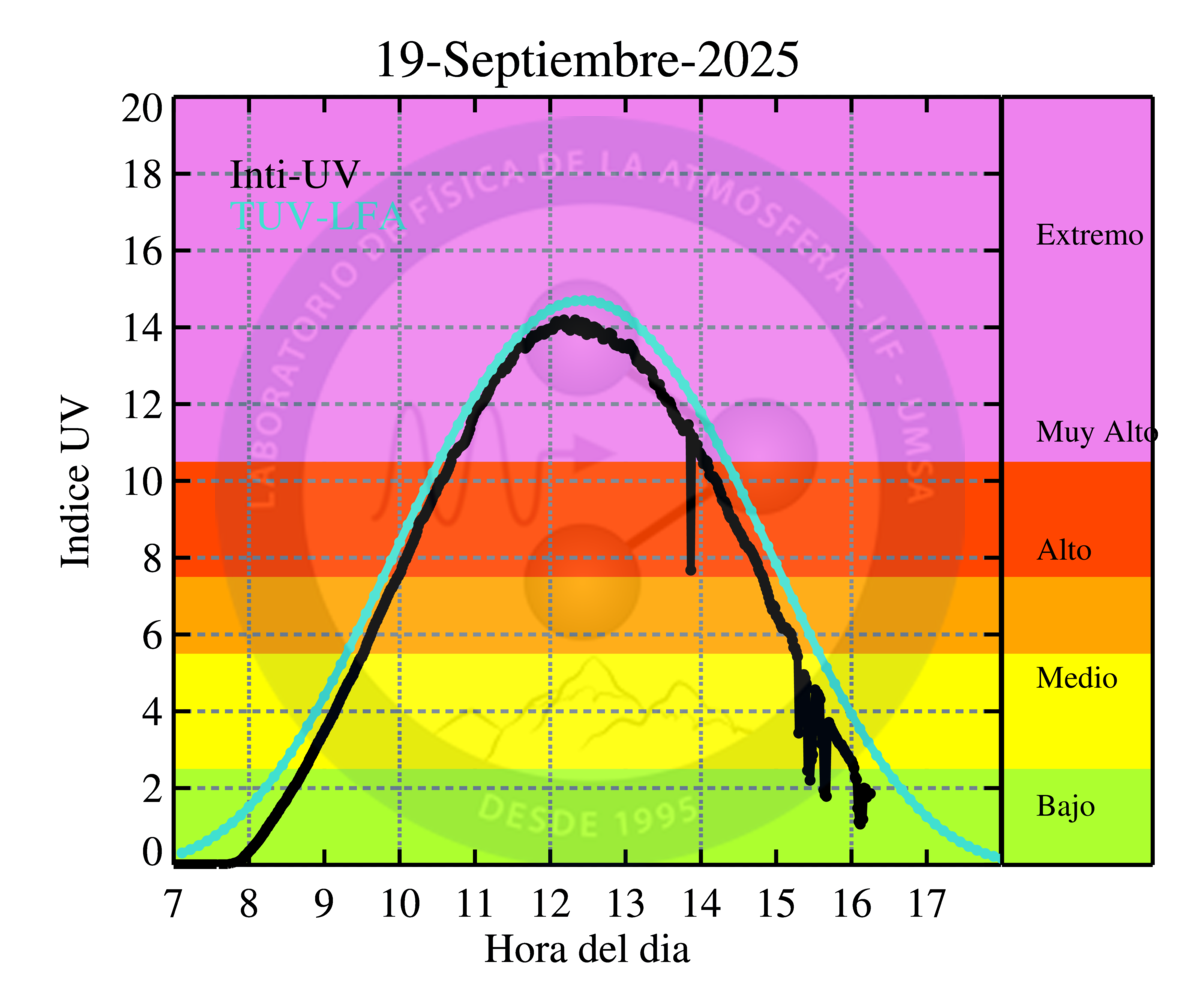 19-Septiembre-2025
Inti-UV
TUV-LFA
LABORATORIO DE FÍSICA DE LA ATMÓSFERA - IIF - UMSA
DESDE 1995
Indice UV
20
18
16
14
12
10
8
6
4
2
0
Extremo
Muy Alto
Alto
Medio
Bajo
7 8 9 10 11 12 13 14 15 16 17
Hora del dia